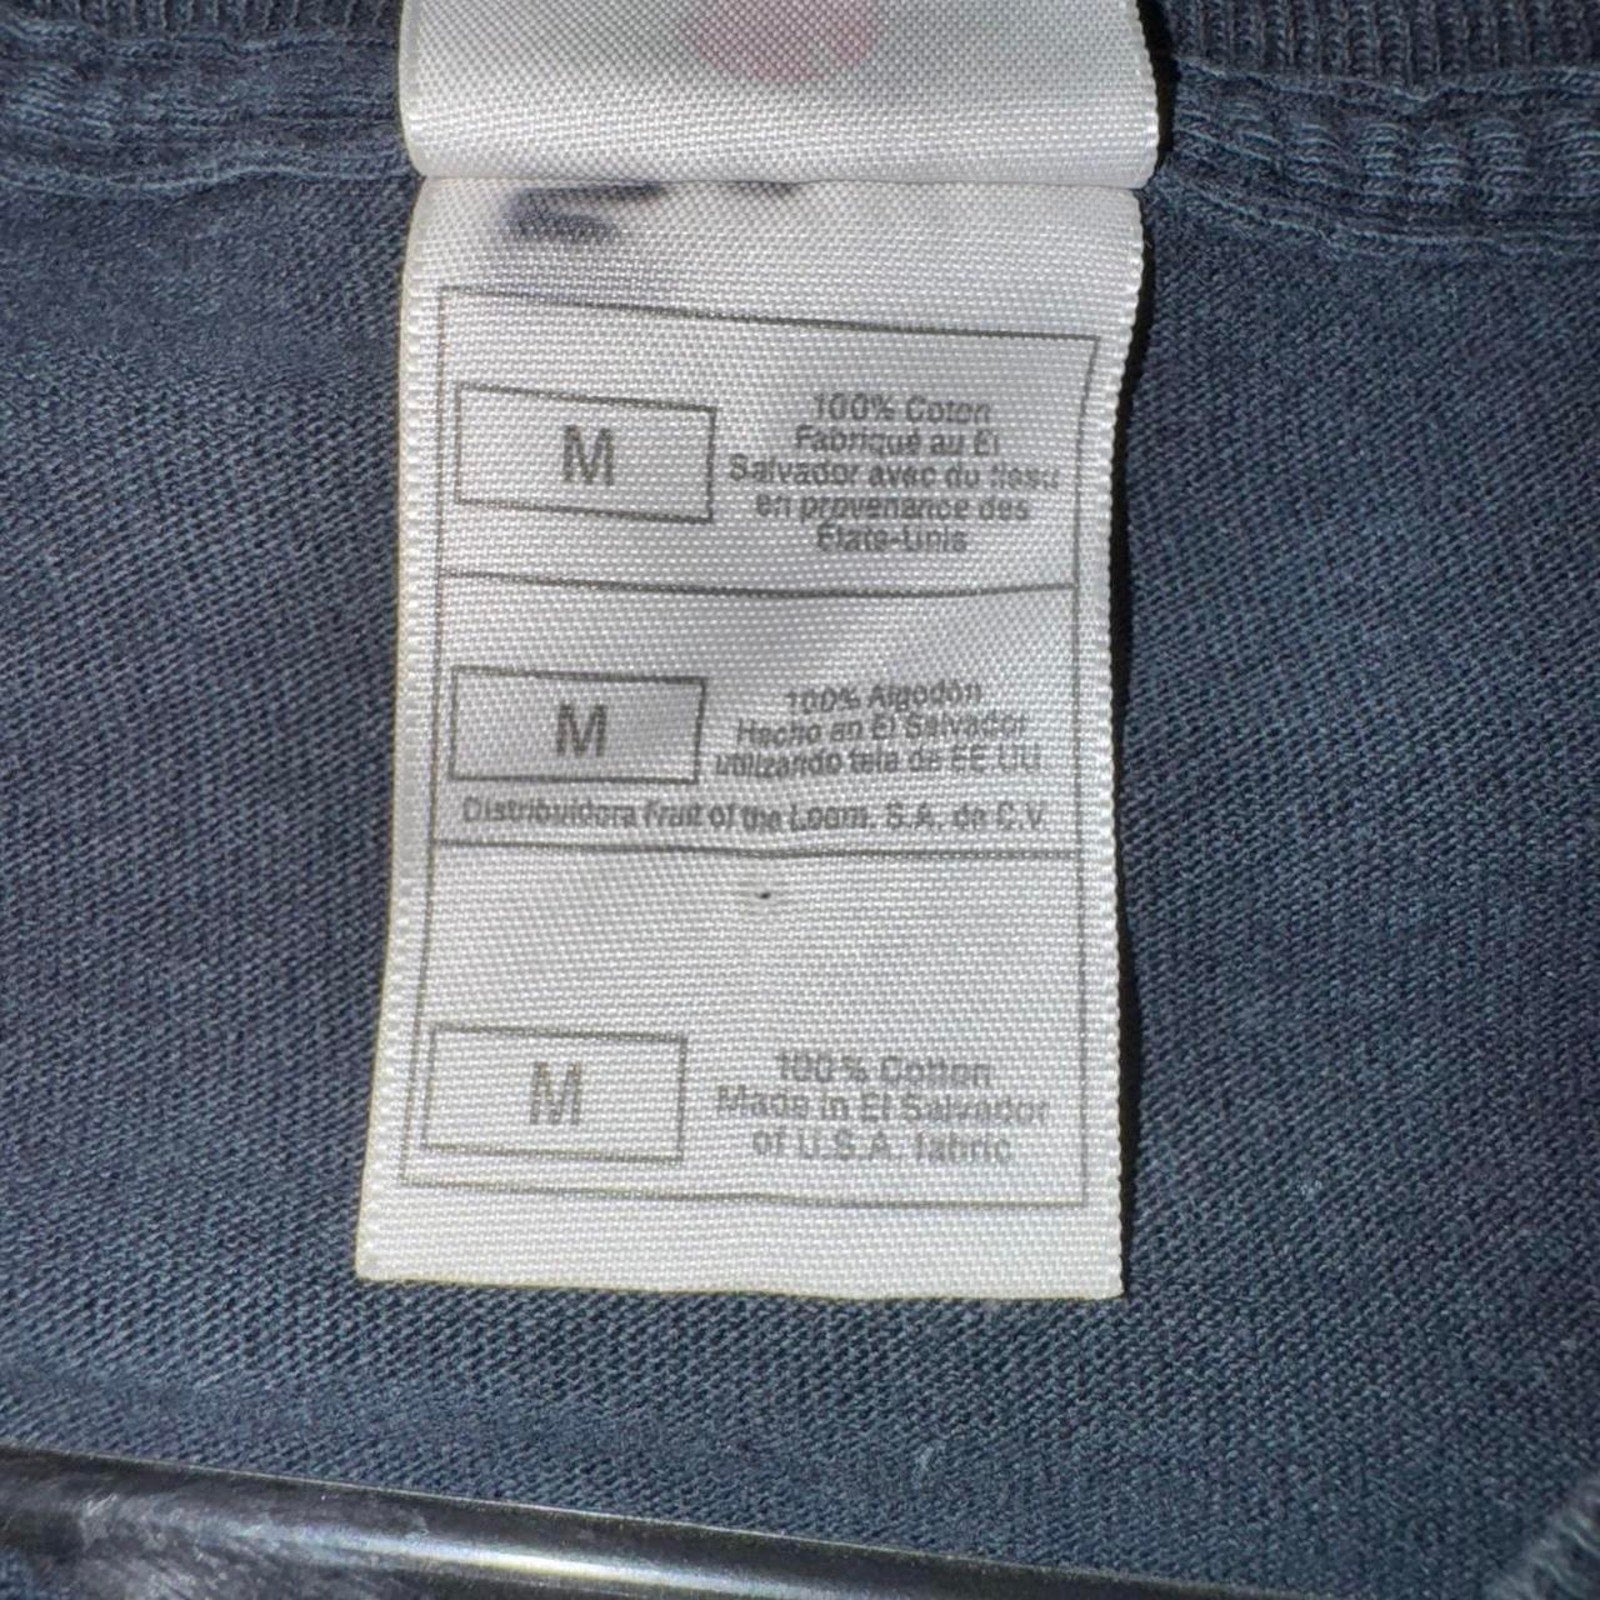 M
100% Coton
Fabriqué au El
Salvador avec du tissu
en provenance des
États-Unis
M
100% Algodón
Hecho en El Salvador
utilizando tela de EE UU
Distribuidora Fruit of the Loom, S.A. de C.V.
M
100% Cotton
Made in El Salvador
of U.S.A. fabric